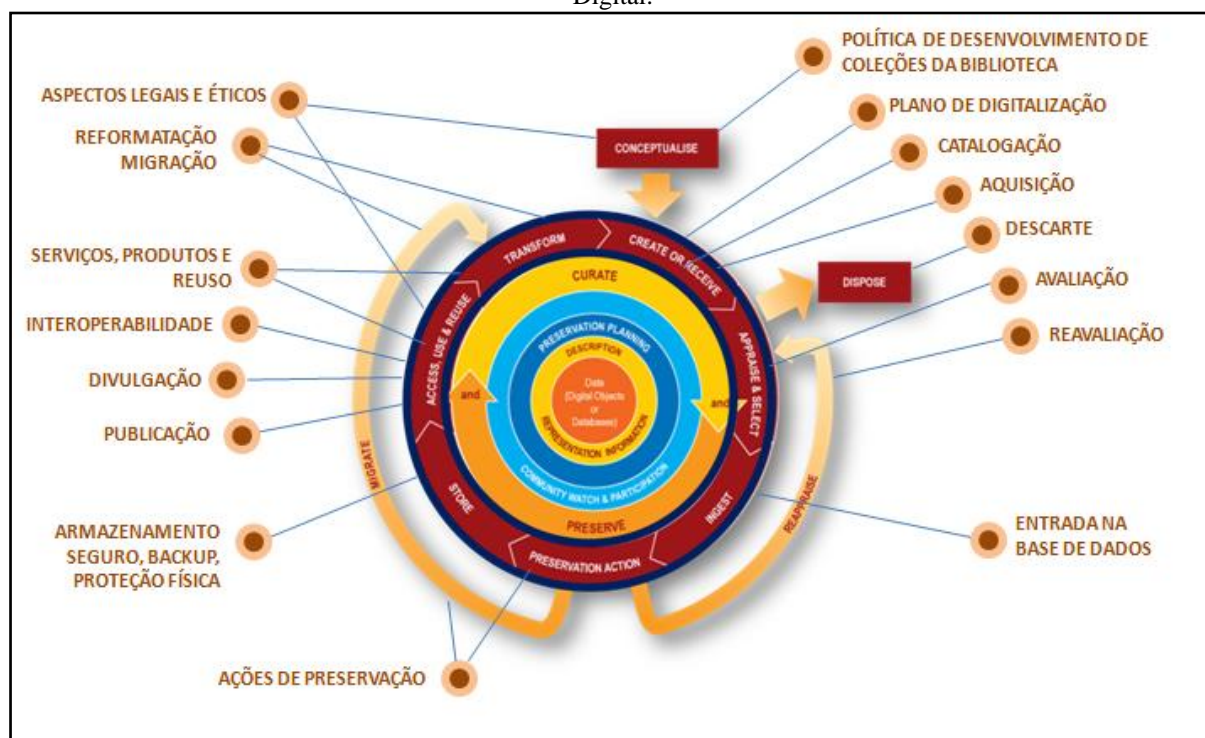 Digital.
POLÍTICA DE DESENVOLVIMENTO DE
COLEÇÕES DA BIBLIOTECA
ASPECTOS LEGAIS E ÉTICOS
PLANO DE DIGITALIZAÇÃO
REFORMATAÇÃO
MIGRAÇÃO
CONCEPTUALISE
CATALOGAÇÃO
AQUISIÇÃO
DESCARTE
SERVIÇOS, PRODUTOS E
REUSO
DISPOSE
AVALIAÇÃO
INTEROPERABILIDADE
REAVALIAÇÃO
DIVULGAÇÃO
PUBLICAÇÃO
TRANSFORM
CREATE OR RECEIVE
APPRAISE & SELECT
INGEST
PRESERVATION ACTION
STORE
ACCESS, USE & REUSE
CURATE
and
PRESERVE
and
PRESERVATION PLANNING
COMMUNITY WATCH & PARTICIPATION
DESCRIPTION
REPRESENTATION INFORMATION
Data
(Digital Objects
or
Databases)
MIGRATE
REAPPRAISE
ARMAZENAMENTO
SEGURO, BACKUP,
PROTEÇÃO FÍSICA
ENTRADA NA
BASE DE DADOS
AÇÕES DE PRESERVAÇÃO